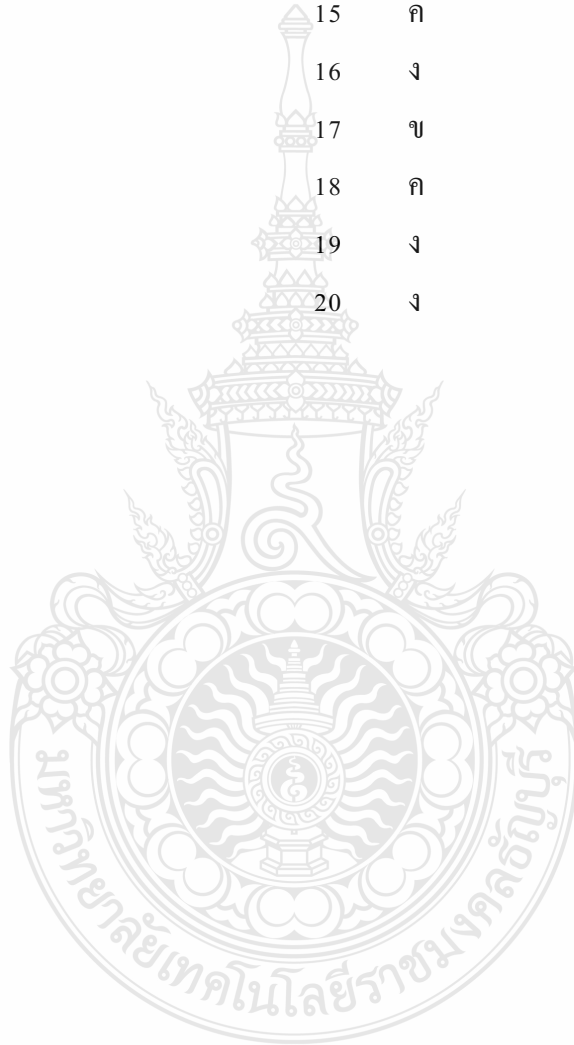 15 ค
16 ง
17 ข
18 ค
19 ง
20 ง
มหาวิทยาลัยเทคโนโลยีราชมงคลธัญบุรี